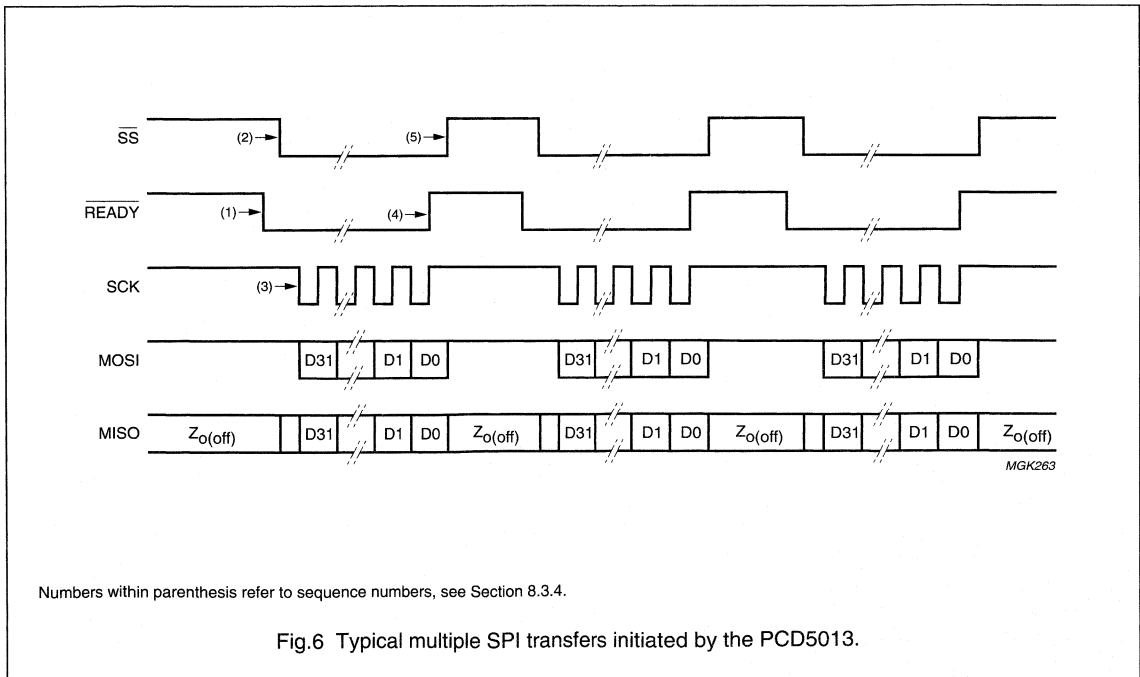 SS (2) (5)
READY (1) (4)
SCK (3)
MOSI D31 D1 D0 D31 D1 D0 D31 D1 D0
MISO Zo(off) D31 D1 D0 Zo(off) D31 D1 D0 Zo(off) D31 D1 D0 Zo(off)
MGK263
Numbers within parenthesis refer to sequence numbers, see Section 8.3.4.
Fig.6 Typical multiple SPI transfers initiated by the PCD5013.